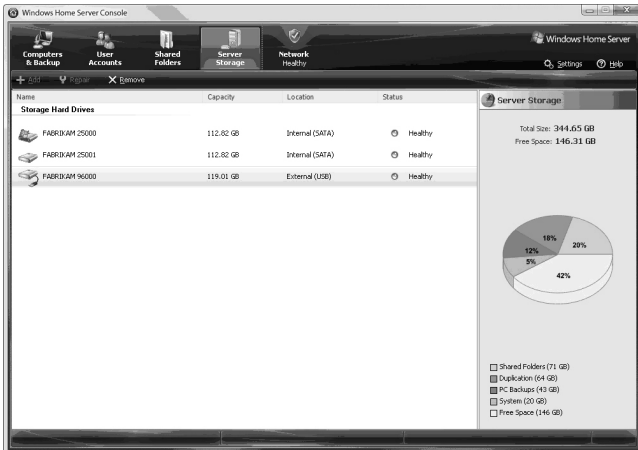 Windows Home Server Console
Computers & Backup
User Accounts
Shared Folders
Server Storage
Network Healthy
Windows Home Server
Settings
Help
Add
Repair
Remove
Name Capacity Location Status
Storage Hard Drives
FABRIKAM 25000 112.82 GB Internal (SATA) Healthy
FABRIKAM 25001 112.82 GB Internal (SATA) Healthy
FABRIKAM 96000 119.01 GB External (USB) Healthy
Server Storage
Total Size: 344.65 GB
Free Space: 146.31 GB
18%
20%
12%
5%
42%
Shared Folders (71 GB)
Duplication (64 GB)
PC Backups (43 GB)
System (20 GB)
Free Space (146 GB)